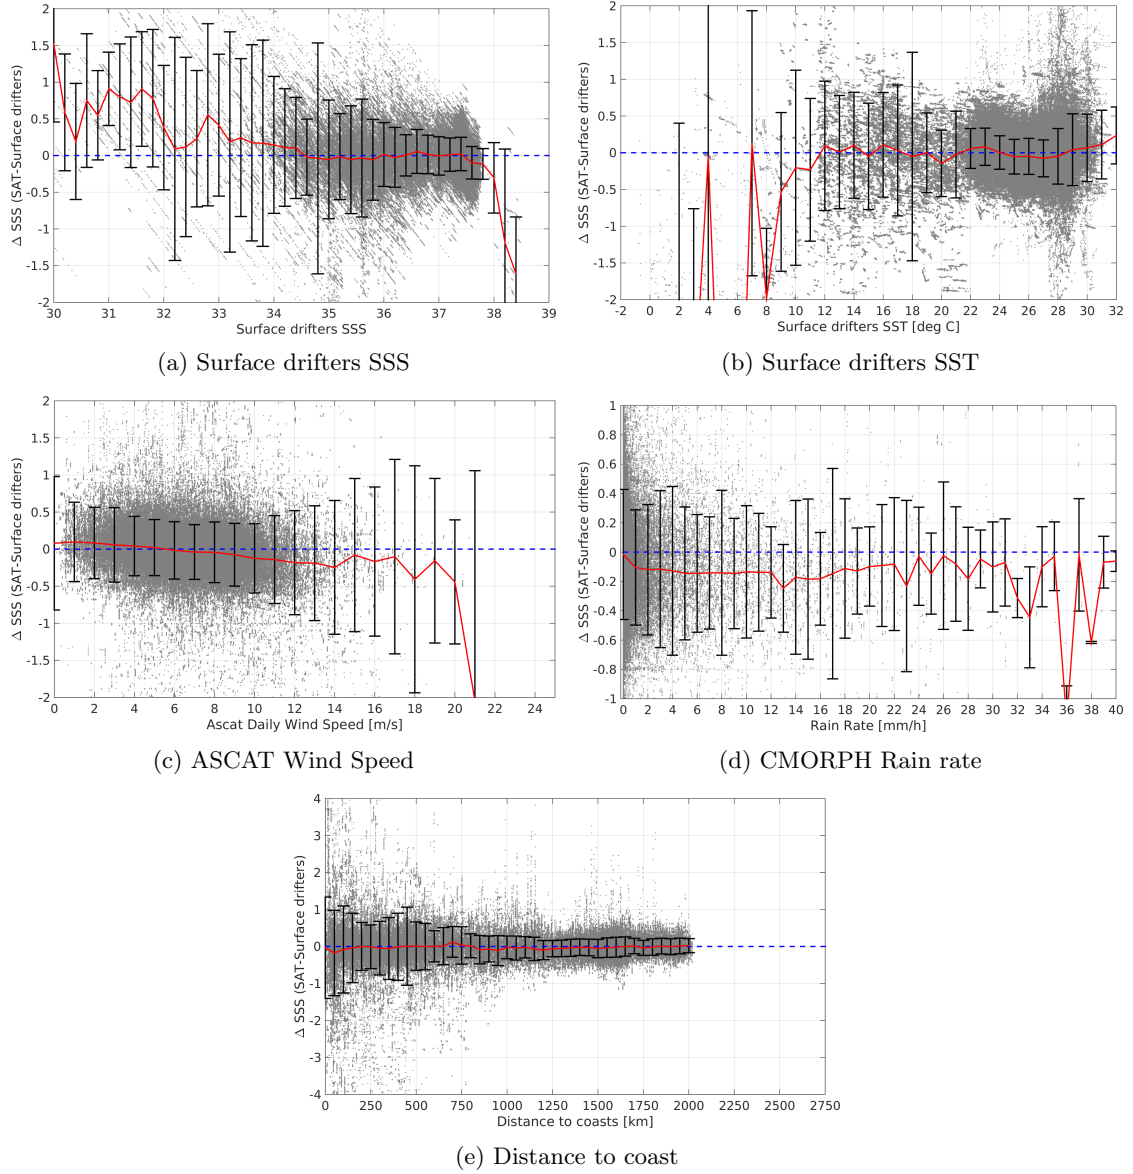 2
1.5
1
0.5
0
-0.5
-1
-1.5
-2
Δ SSS (SAT-Surface drifters)
30 31 32 33 34 35 36 37 38 39
Surface drifters SSS
(a) Surface drifters SSS
2
1.5
1
0.5
0
-0.5
-1
-1.5
-2
Δ SSS (SAT-Surface drifters)
-2 0 2 4 6 8 10 12 14 16 18 20 22 24 26 28 30 32
Surface drifters SST [deg C]
(b) Surface drifters SST
2
1.5
1
0.5
0
-0.5
-1
-1.5
-2
Δ SSS (SAT-Surface drifters)
0 2 4 6 8 10 12 14 16 18 20 22 24
Ascat Daily Wind Speed [m/s]
(c) ASCAT Wind Speed
1
0.8
0.6
0.4
0.2
0
-0.2
-0.4
-0.6
-0.8
-1
Δ SSS (SAT-Surface drifters)
0 2 4 6 8 10 12 14 16 18 20 22 24 26 28 30 32 34 36 38 40
Rain Rate [mm/h]
(d) CMORPH Rain rate
4
3
2
1
0
-1
-2
-3
-4
Δ SSS (SAT-Surface drifters)
0 250 500 750 1000 1250 1500 1750 2000 2250 2500 2750
Distance to coasts [km]
(e) Distance to coast